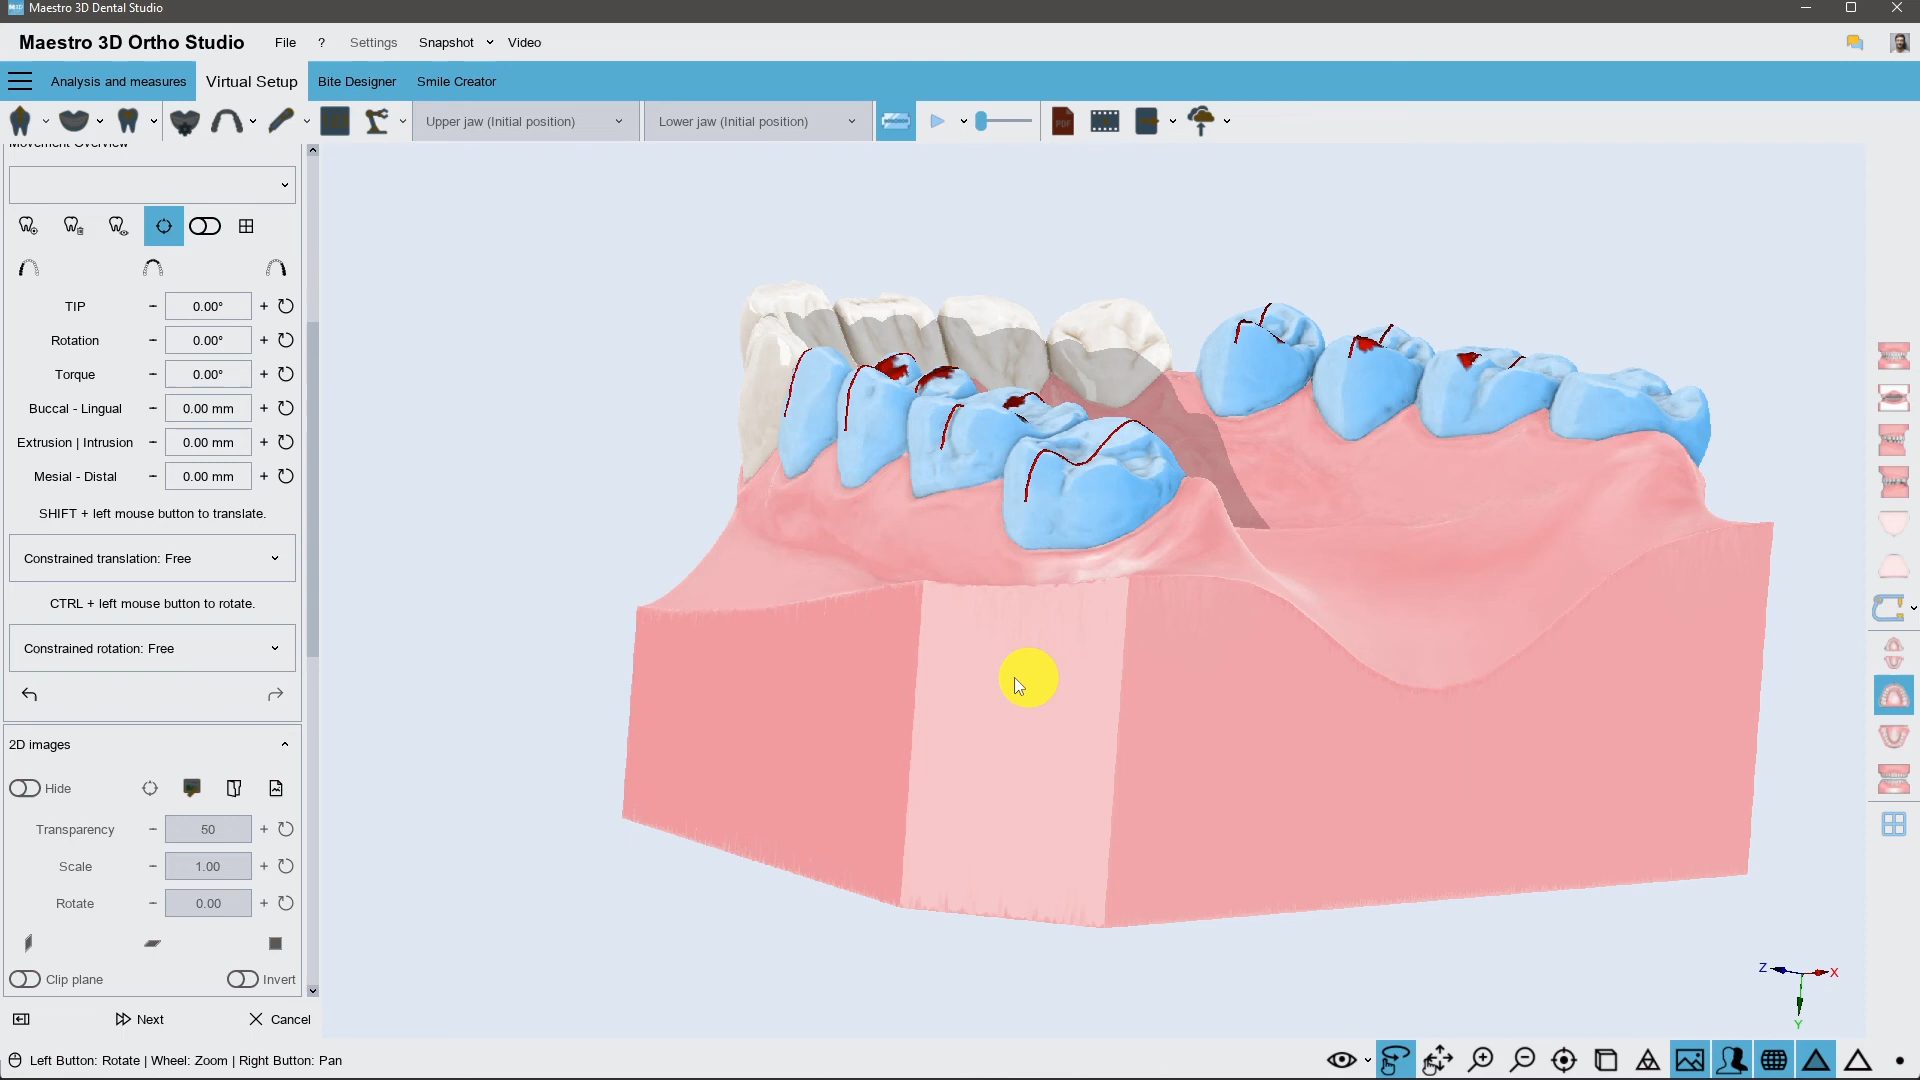 Maestro 3D Dental Studio
Maestro 3D Ortho Studio
File
?
Settings
Snapshot
Video
Analysis and measures
Virtual Setup
Bite Designer
Smile Creator
Upper jaw (Initial position)
Lower jaw (Initial position)
PDF
Movement Overview
TIP
0.00°
Rotation
0.00°
Torque
0.00°
Buccal - Lingual
0.00 mm
Extrusion | Intrusion
0.00 mm
Mesial - Distal
0.00 mm
SHIFT + left mouse button to translate.
Constrained translation: Free
CTRL + left mouse button to rotate.
Constrained rotation: Free
2D images
Hide
Transparency
50
Scale
1.00
Rotate
0.00
Clip plane
Invert
Next
Cancel
Z
X
Y
Left Button: Rotate | Wheel: Zoom | Right Button: Pan